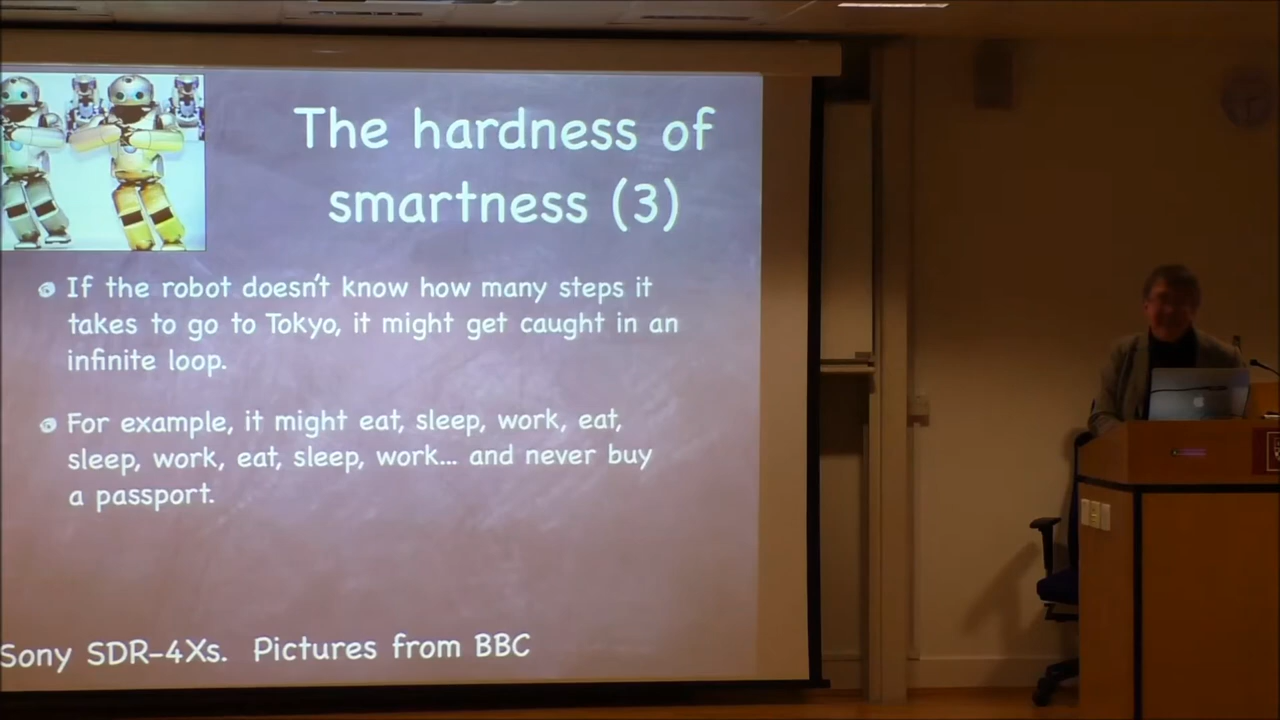 The hardness of
smartness (3)
If the robot doesn't know how many steps it
takes to go to Tokyo, it might get caught in an
infinite loop.
For example, it might eat, sleep, work, eat,
sleep, work, eat, sleep, work... and never buy
a passport.
Sony SDR-4Xs. Pictures from BBC